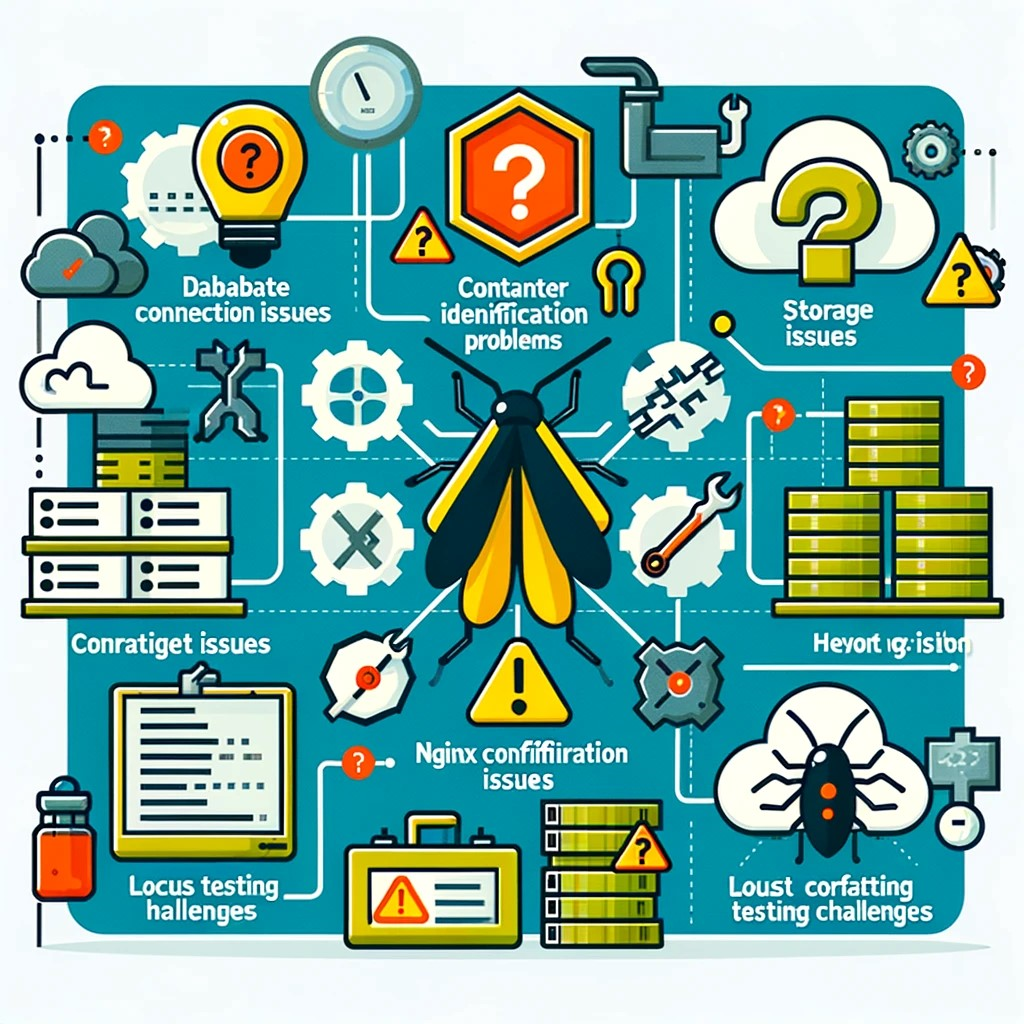 Dababate
connection issues
Contanter
idenification
problems
Storage
issues
Conratiget issues
Nginx confifiration
issues
Locus testing
hallenges
Loust corfatting
testing challenges
?
?
?
?
?
?
?
?
?
?
!
!